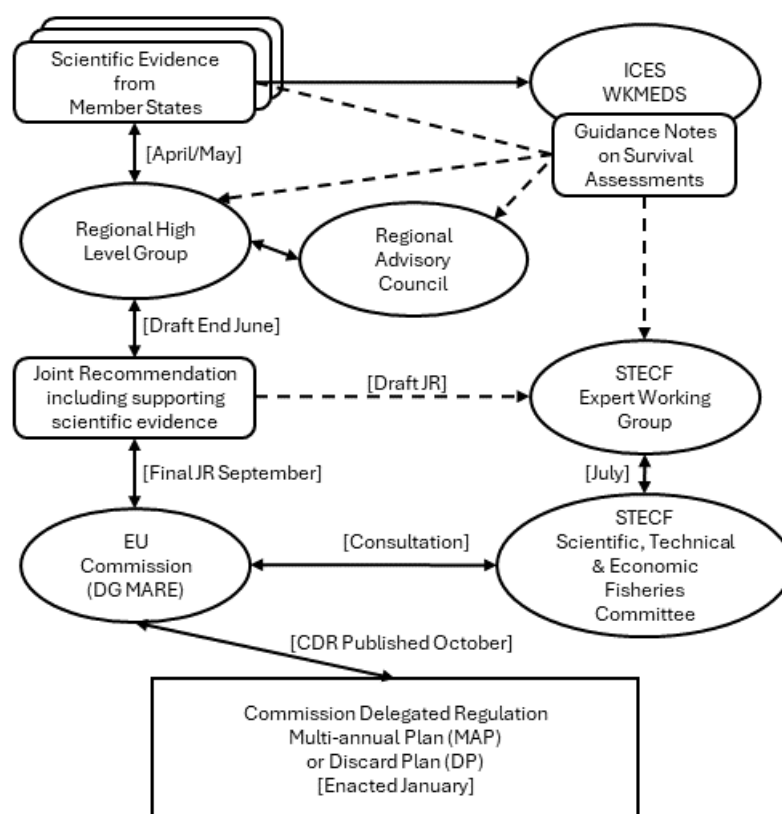 Scientific Evidence
from
Member States
ICES
WKMEDS
Guidance Notes
on Survival
Assessments
[April/May]
Regional High
Level Group
Regional
Advisory
Council
[Draft End June]
Joint Recommendation
including supporting
scientific evidence
[Draft JR]
STECF
Expert Working
Group
[Final JR September]
[July]
EU
Commission
(DG MARE)
[Consultation]
STECF
Scientific, Technical
& Economic
Fisheries
Committee
[CDR Published October]
Commission Delegated Regulation
Multi-annual Plan (MAP)
or Discard Plan (DP)
[Enacted January]